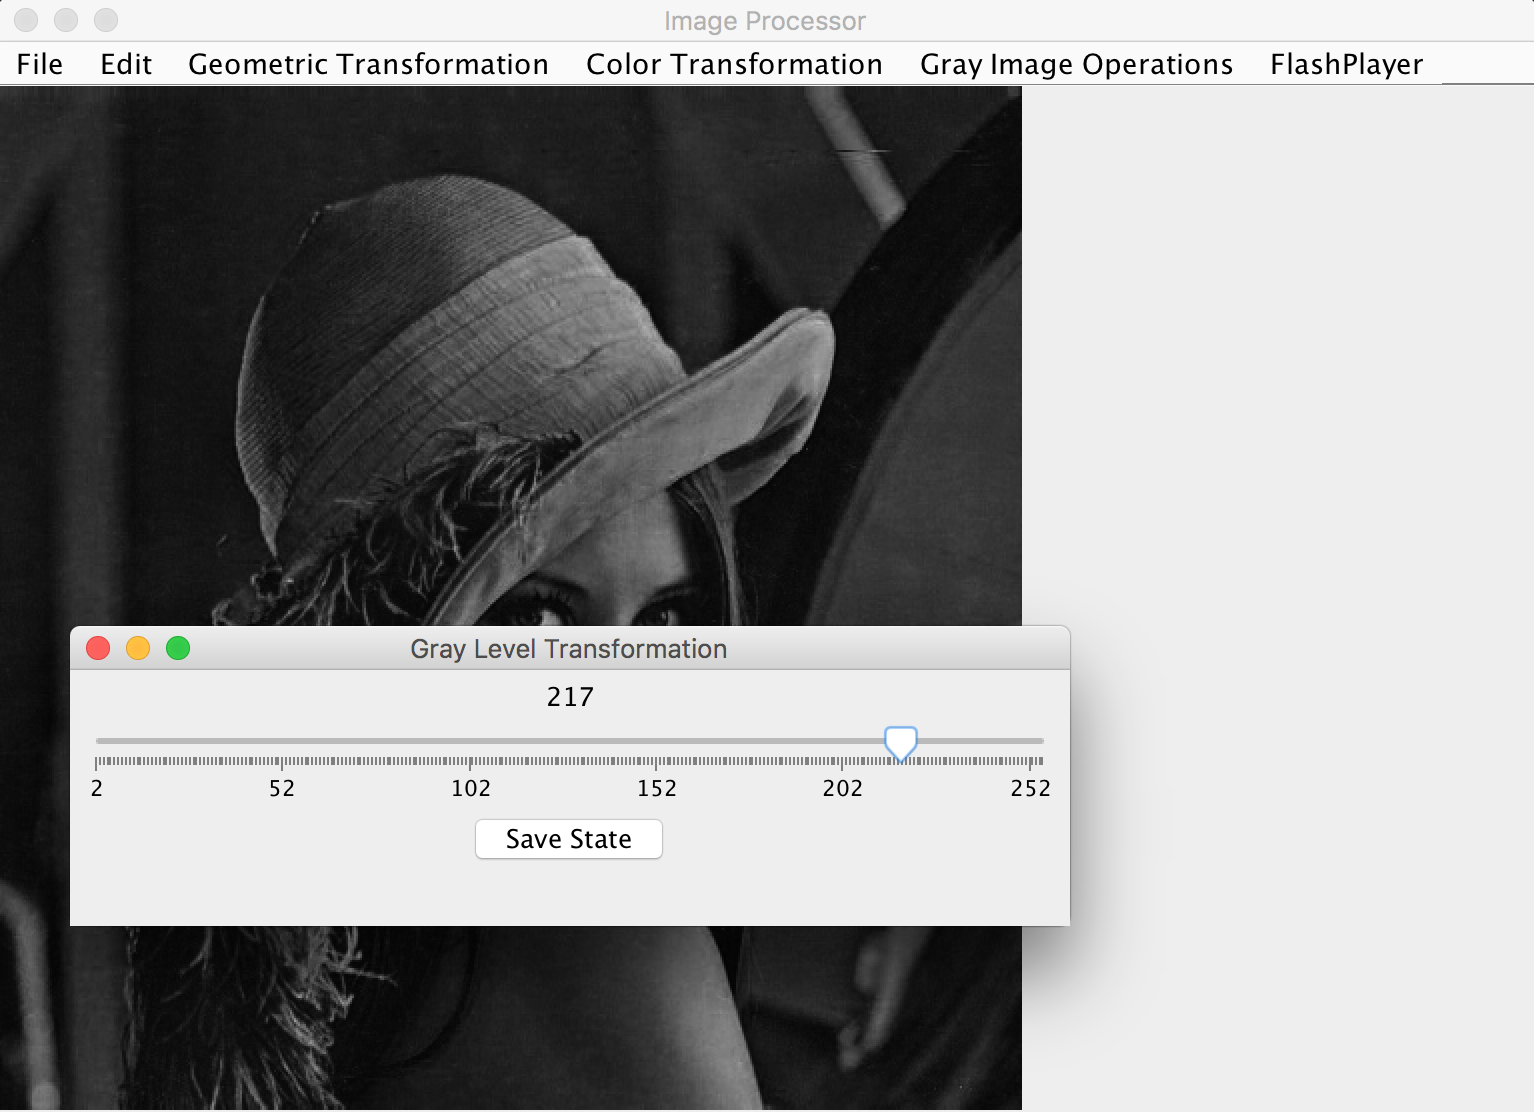 Image Processor
File Edit Geometric Transformation Color Transformation Gray Image Operations FlashPlayer
Gray Level Transformation
217
2 52 102 152 202 252
Save State